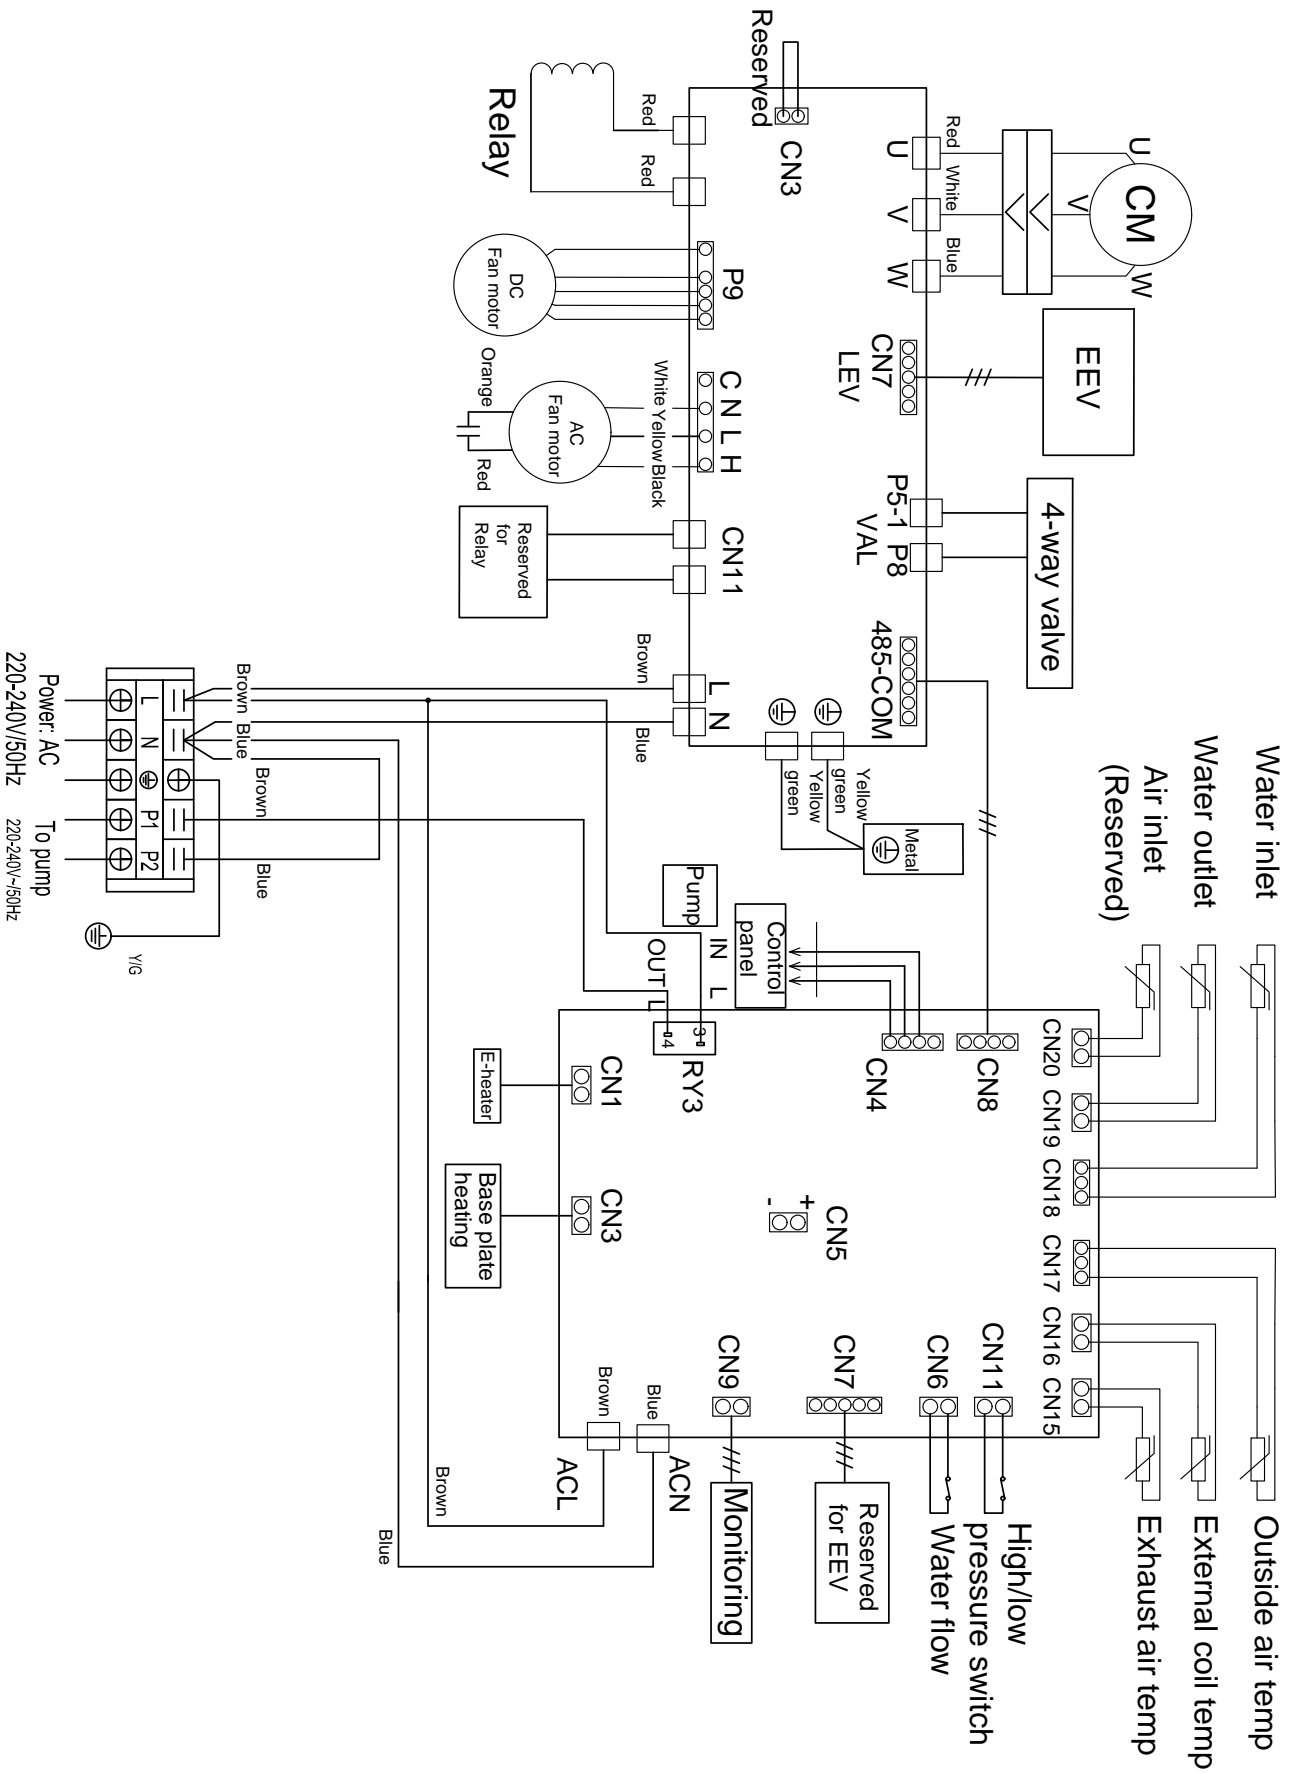 Water inlet
Water outlet
Air inlet
(Reserved)
Outside air temp
External coil temp
Exhaust air temp
CN20
CN19
CN18
CN17
CN16
CN15
CM
U
V
W
Red
White
Blue
U
V
W
EEV
CN7
LEV
4-way valve
P5-1
P8
VAL
485-COM
Reserved
CN3
Relay
Red
Red
P9
DC
Fan motor
C N L H
White
Yellow
Black
AC
Fan motor
Orange
Red
CN11
Reserved
for
Relay
L
N
Brown
Blue
Yellow
green
Yellow
green
Metal
CN8
CN4
Control
panel
Pump
IN L
OUT L
3
4
RY3
CN1
E-heater
CN3
Base plate
heating
CN5
+
-
CN11
High/low
pressure switch
CN6
Water flow
CN7
Reserved
for EEV
CN9
Monitoring
ACN
ACL
Blue
Brown
Brown
Blue
Brown
Blue
Brown
Blue
L
N
P1
P2
Power: AC
220-240V/50Hz
To pump
220-240V~/50Hz
Y/G